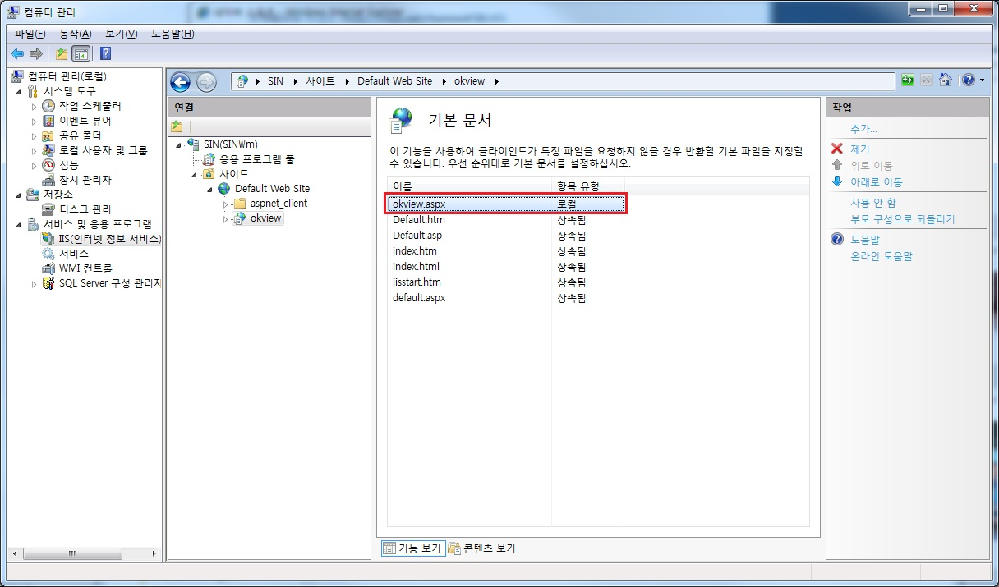 컴퓨터 관리
파일(F) 동작(A) 보기(V) 도움말(H)
컴퓨터 관리(로컬)
시스템 도구
작업 스케줄러
이벤트 뷰어
공유 폴더
로컬 사용자 및 그룹
성능
장치 관리자
저장소
디스크 관리
서비스 및 응용 프로그램
IIS(인터넷 정보 서비스)
서비스
WMI 컨트롤
SQL Server 구성 관리자
SIN 사이트 Default Web Site okview
연결
SIN(SIN₩m)
응용 프로그램 풀
사이트
Default Web Site
aspnet_client
okview
기본 문서
이 기능을 사용하여 클라이언트가 특정 파일을 요청하지 않을 경우 반환할 기본 파일을 지정할
수 있습니다. 우선 순위대로 기본 문서를 설정하십시오.
이름 항목 유형
okview.aspx 로컬
Default.htm 상속됨
Default.asp 상속됨
index.htm 상속됨
index.html 상속됨
iisstart.htm 상속됨
default.aspx 상속됨
기능 보기 콘텐츠 보기
작업
추가...
제거
위로 이동
아래로 이동
사용 안 함
부모 구성으로 되돌리기
도움말
온라인 도움말